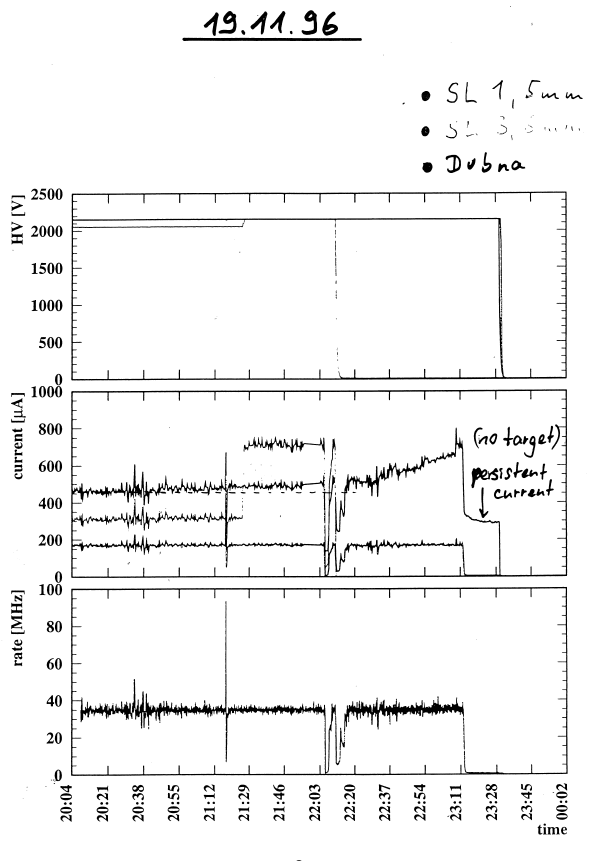 19.11.96
• SL 1,5mm
• SL 3,5mm
• Dubna
HV [V]
2500
2000
1500
1000
500
0
current [µA]
1000
800
600
400
200
0
(no target)
persistent
current
rate [MHz]
100
80
60
40
20
0
20:04 20:21 20:38 20:55 21:12 21:29 21:46 22:03 22:20 22:37 22:54 23:11 23:28 23:45 00:02
time